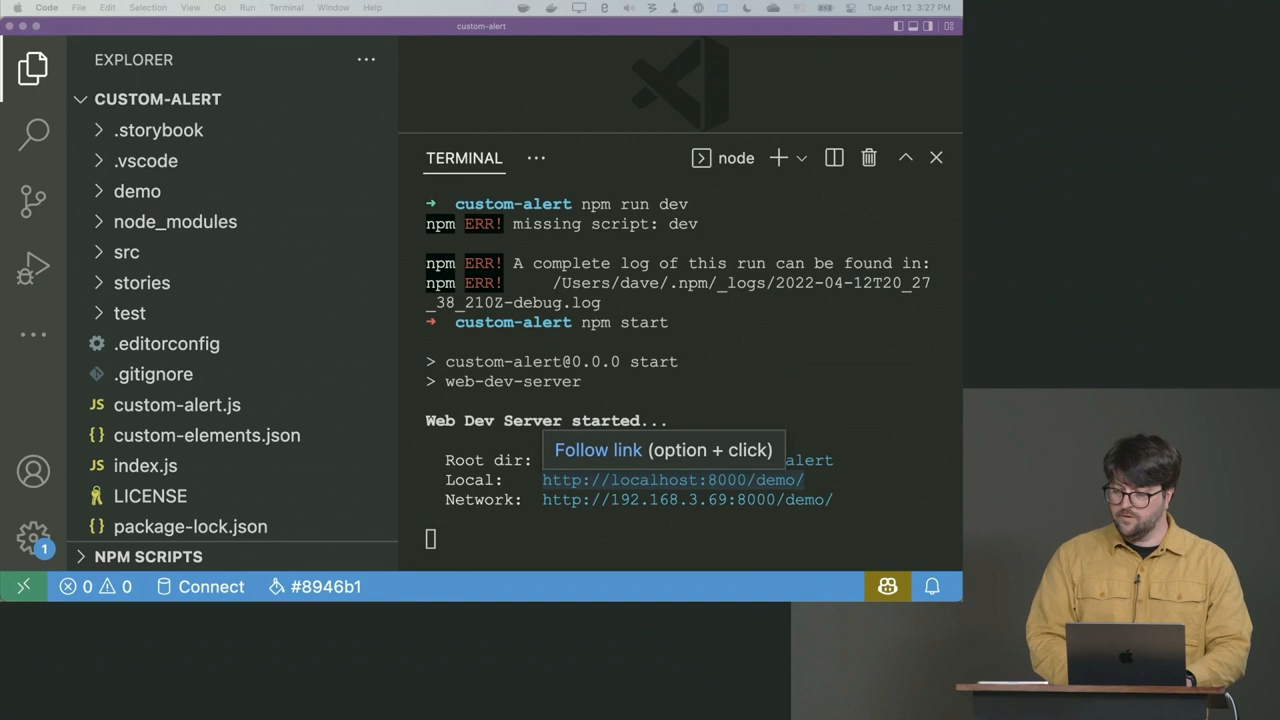 Code File Edit Selection View Go Run Terminal Window Help Tue Apr 12 3:27 PM
custom-alert
EXPLORER
CUSTOM-ALERT
.storybook
.vscode
demo
node_modules
src
stories
test
.editorconfig
.gitignore
JS custom-alert.js
{} custom-elements.json
JS index.js
LICENSE
{} package-lock.json
NPM SCRIPTS
TERMINAL
node
→ custom-alert npm run dev
npm ERR! missing script: dev
npm ERR! A complete log of this run can be found in:
npm ERR! /Users/dave/.npm/_logs/2022-04-12T20_27
_38_210Z-debug.log
→ custom-alert npm start
> custom-alert@0.0.0 start
> web-dev-server
Web Dev Server started...
Follow link (option + click)
Root dir: alert
Local: http://localhost:8000/demo/
Network: http://192.168.3.69:8000/demo/
1
0 0 Connect #8946b1